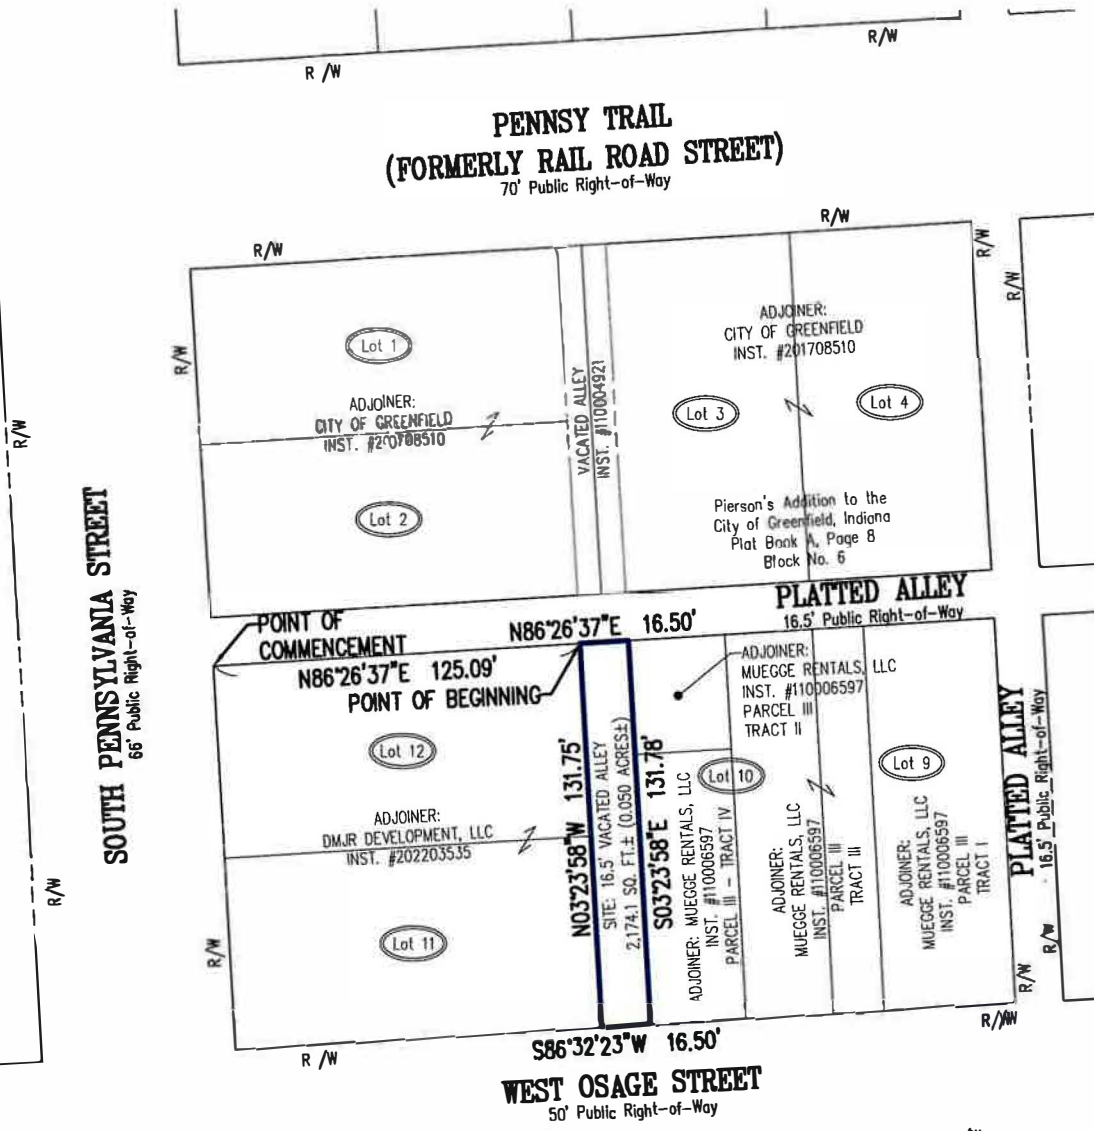 R/W
R /W
PENNSY TRAIL
(FORMERLY RAIL ROAD STREET)
70' Public Right-of-Way
R/W
R/W
R/W
R/W
R/W
R/W
Lot 1
ADJOINER:
CITY OF GREENFIELD
INST. #201708510
Lot 2
VACATED ALLEY
INST. #110004921
ADJOINER:
CITY OF GREENFIELD
INST. #201708510
Lot 3
Lot 4
Pierson's Addition to the
City of Greenfield, Indiana
Plat Book A, Page 8
Block No. 6
SOUTH PENNSYLVANIA STREET
66' Public Right-of-Way
PLATTED ALLEY
16.5' Public Right-of-Way
POINT OF
COMMENCEMENT
N86°26'37"E 16.50'
N86°26'37"E 125.09'
POINT OF BEGINNING
ADJOINER:
MUEGGE RENTALS, LLC
INST. #110006597
PARCEL III
TRACT II
Lot 12
ADJOINER:
DMJR DEVELOPMENT, LLC
INST. #202203535
Lot 11
N03°23'58"W 131.75'
SITE: 16.5' VACATED ALLEY
2,174.1 SQ. FT.± (0.050 ACRES±)
S03°23'58"E 131.78'
Lot 10
ADJOINER: MUEGGE RENTALS, LLC
INST. #110006597
PARCEL III - TRACT IV
ADJOINER:
MUEGGE RENTALS, LLC
INST. #110006597
PARCEL III
TRACT III
Lot 9
ADJOINER:
MUEGGE RENTALS, LLC
INST. #110006597
PARCEL III
TRACT I
PLATTED ALLEY
16.5' Public Right-of-Way
R/W
R/W
R/W
R/W
R/W
R /W
S86°32'23"W 16.50'
WEST OSAGE STREET
50' Public Right-of-Way